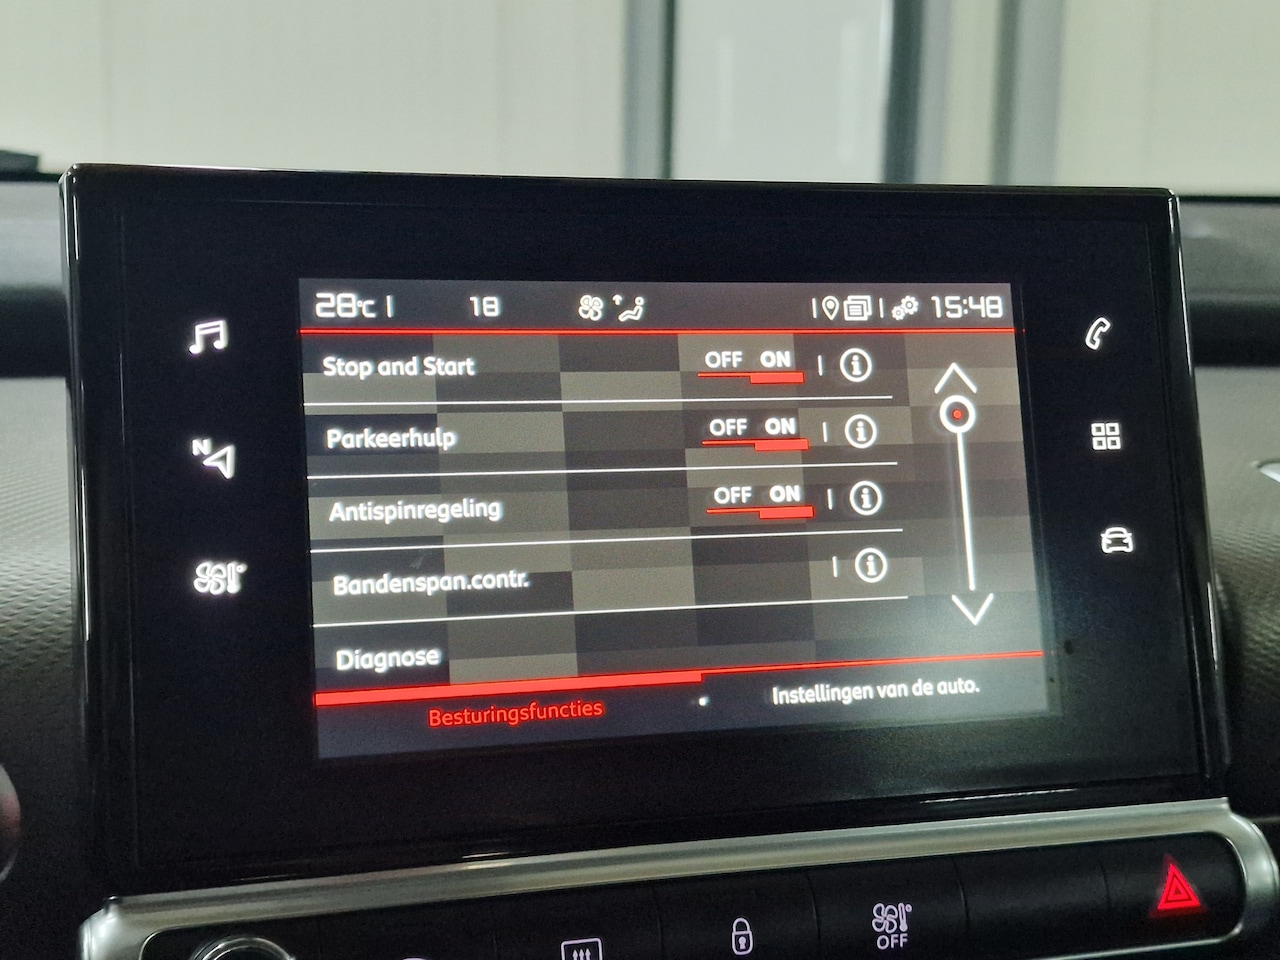 28°C 18 15:48
Stop and Start OFF ON
Parkeerhulp OFF ON
N
Antispinregeling OFF ON
Bandenspan.contr.
Diagnose
Besturingsfuncties Instellingen van de auto.
OFF